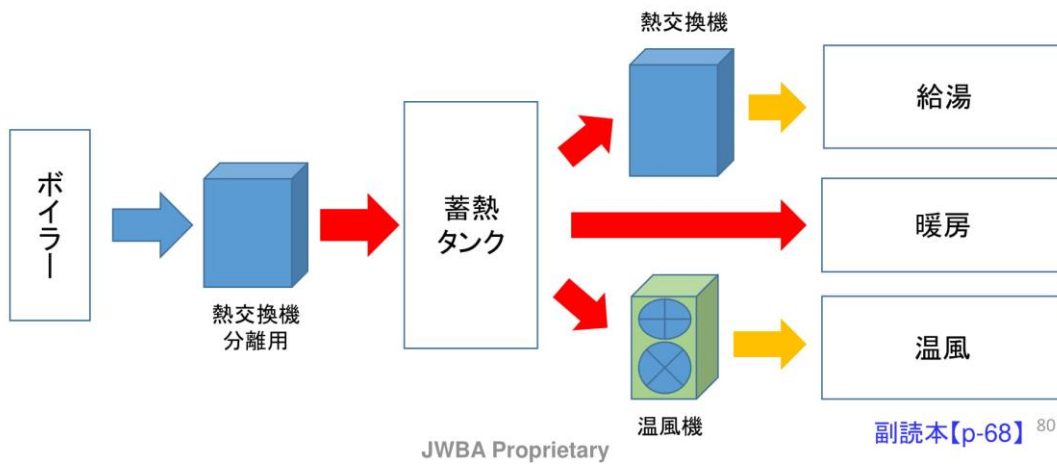 ボイラー
熱交換機
分離用
蓄熱
タンク
熱交換機
給湯
暖房
温風機
温風
JWBA Proprietary
副読本【p-68】 80